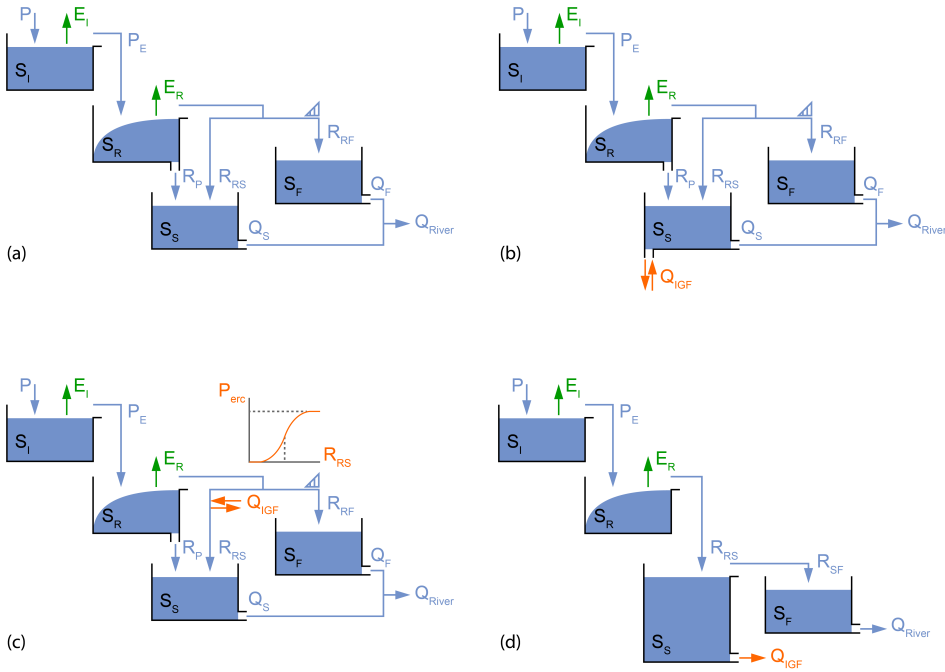 P E_I
P_E
S_I
E_R
S_R
R_RF
R_P R_RS
S_F
Q_F
S_S
Q_S
Q_River
(a)
P E_I
P_E
S_I
E_R
S_R
R_RF
R_P R_RS
S_F
Q_F
S_S
Q_S
Q_River
(b)
Q_IGF
P E_I
P_E
S_I
P_erc
R_RS
E_R
S_R
Q_IGF
R_RF
R_P R_RS
S_F
Q_F
S_S
Q_S
Q_River
(c)
P E_I
P_E
S_I
E_R
S_R
R_RS
R_SF
S_F
Q_River
S_S
Q_IGF
(d)